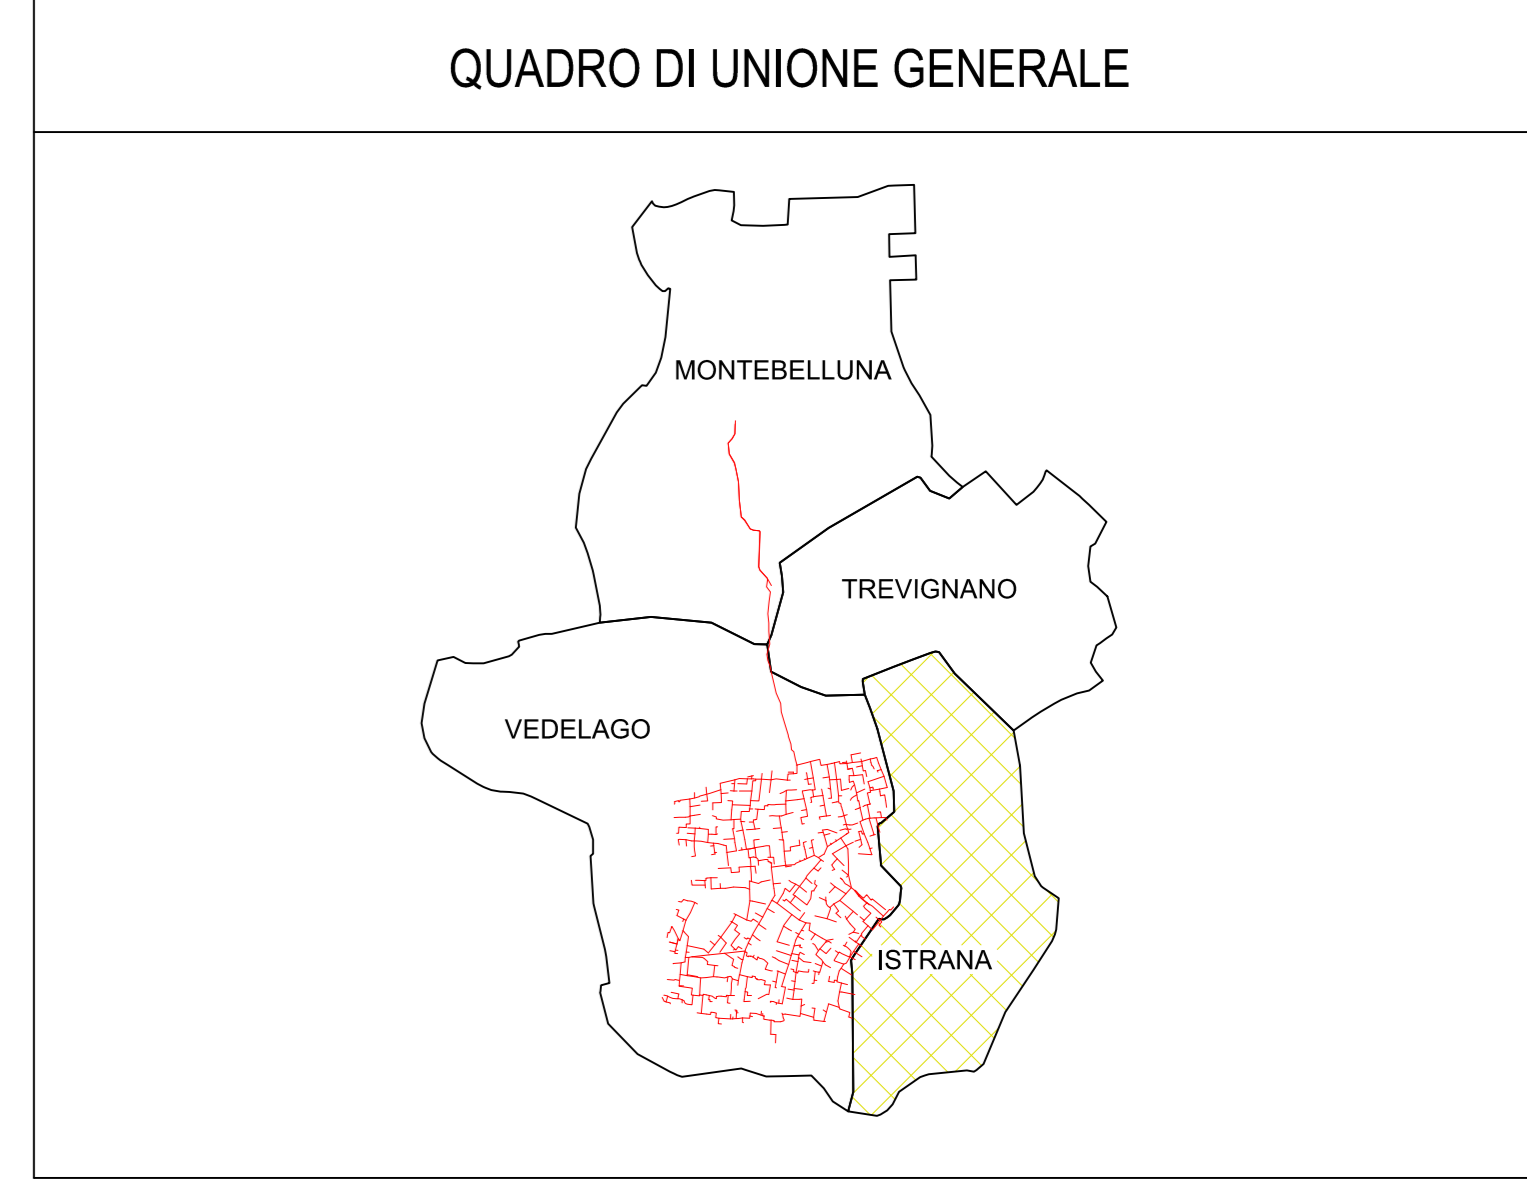 QUADRO DI UNIONE GENERALE
MONTEBELLUNA
TREVIGNANO
VEDELAGO
ISTRANA